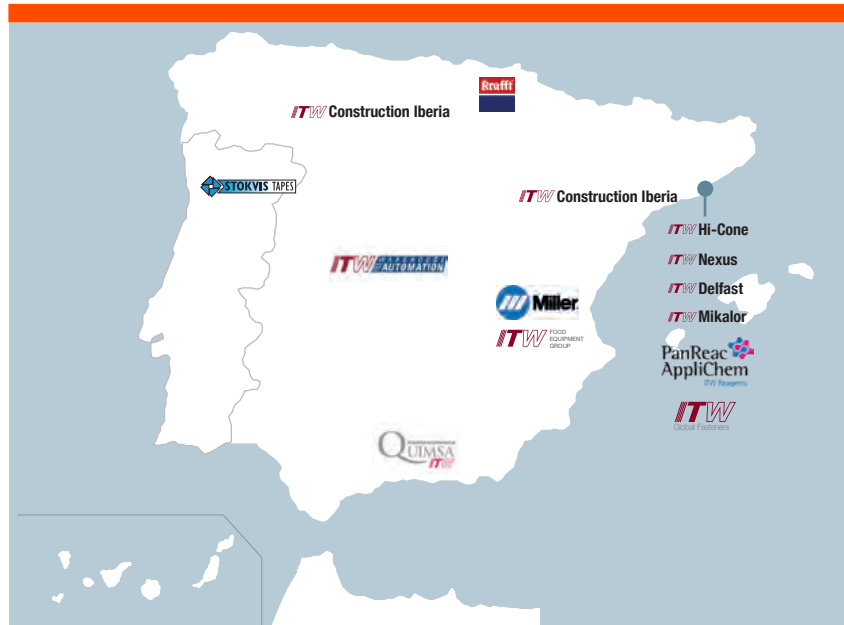 Krafft
ITW Construction Iberia
STOKVIS TAPES
ITW Construction Iberia
ITW Hi-Cone
ITW Nexus
ITW WAREHOUSE
AUTOMATION
ITW Delfast
Miller
ITW Mikalor
ITW FOOD
EQUIPMENT
GROUP
PanReac
AppliChem
ITW Reagents
ITW
Global Fasteners
QUIMSA
ITW